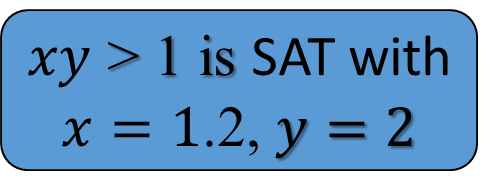 xy > 1 is SAT with
x = 1.2, y = 2